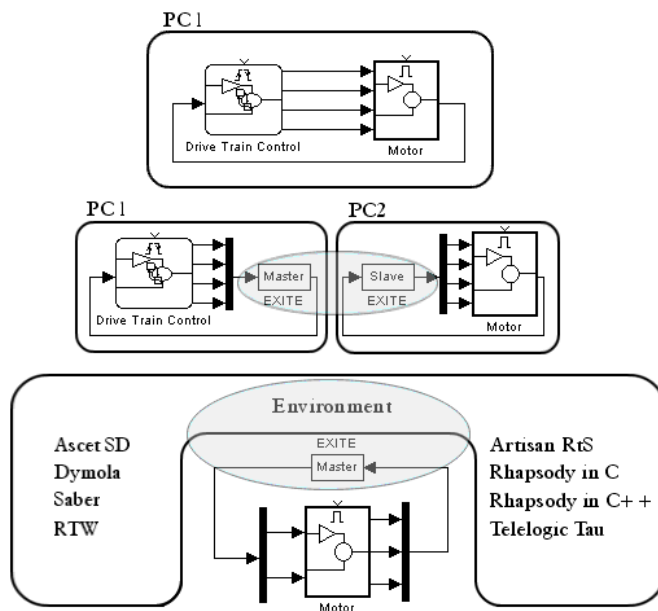 PC1
Drive Train Control
Motor
PC1
PC2
Master
Slave
EXITE
EXITE
Drive Train Control
Motor
Environment
EXITE
Master
Ascet SD
Dymola
Saber
RTW
Artisan RtS
Rhapsody in C
Rhapsody in C++
Telelogic Tau
Motor